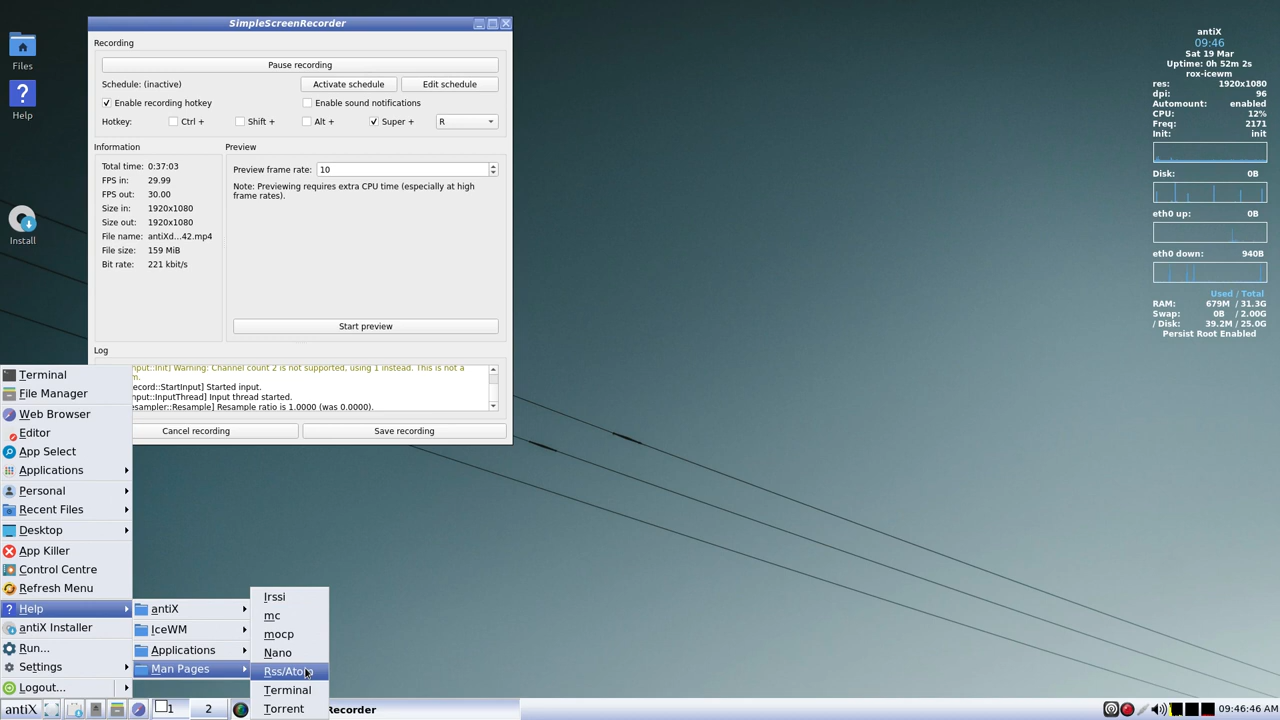 SimpleScreenRecorder
Recording
Pause recording
Schedule: (inactive)
Activate schedule
Edit schedule
Enable recording hotkey
Enable sound notifications
Hotkey:
Ctrl +
Shift +
Alt +
Super +
R
Information
Total time: 0:37:03
FPS in: 29.99
FPS out: 30.00
Size in: 1920x1080
Size out: 1920x1080
File name: antiXd...42.mp4
File size: 159 MiB
Bit rate: 221 kbit/s
Preview
Preview frame rate: 10
Note: Previewing requires extra CPU time (especially at high
frame rates).
Start preview
Log
nput::Init] Warning: Channel count 2 is not supported, using 1 instead. This is not a
m.
ecord::StartInput] Started input.
nput::InputThread] Input thread started.
esampler::Resample] Resample ratio is 1.0000 (was 0.0000).
Cancel recording
Save recording
Files
Help
Install
antiX
09:46
Sat 19 Mar
Uptime: 0h 52m 2s
rox-icewm
res: 1920x1080
dpi: 96
Automount: enabled
CPU: 12%
Freq: 2171
Init: init
Disk: 0B
eth0 up: 0B
eth0 down: 940B
Used / Total
RAM: 679M / 31.3G
Swap: 0B / 2.00G
/ Disk: 39.2M / 25.0G
Persist Root Enabled
Terminal
File Manager
Web Browser
Editor
App Select
Applications
Personal
Recent Files
Desktop
App Killer
Control Centre
Refresh Menu
Help
antiX Installer
Run...
Settings
Logout...
antiX
IceWM
Applications
Man Pages
Irssi
mc
mocp
Nano
Rss/Atom
Terminal
Torrent
antiX
1
2
Recorder
09:46:46 AM